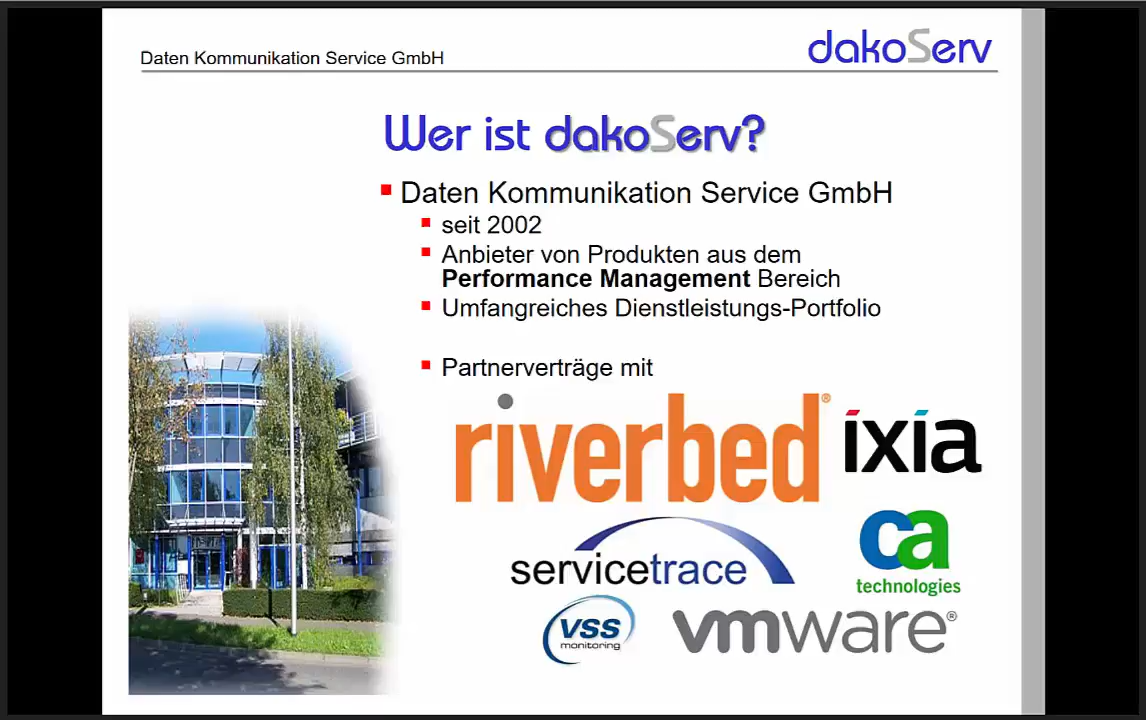 Daten Kommunikation Service GmbH
dakoServ
Wer ist dakoServ?
Daten Kommunikation Service GmbH
seit 2002
Anbieter von Produkten aus dem
Performance Management Bereich
Umfangreiches Dienstleistungs-Portfolio
Partnerverträge mit
riverbed®
ixia
servicetrace
ca
technologies
vss
monitoring
vmware®